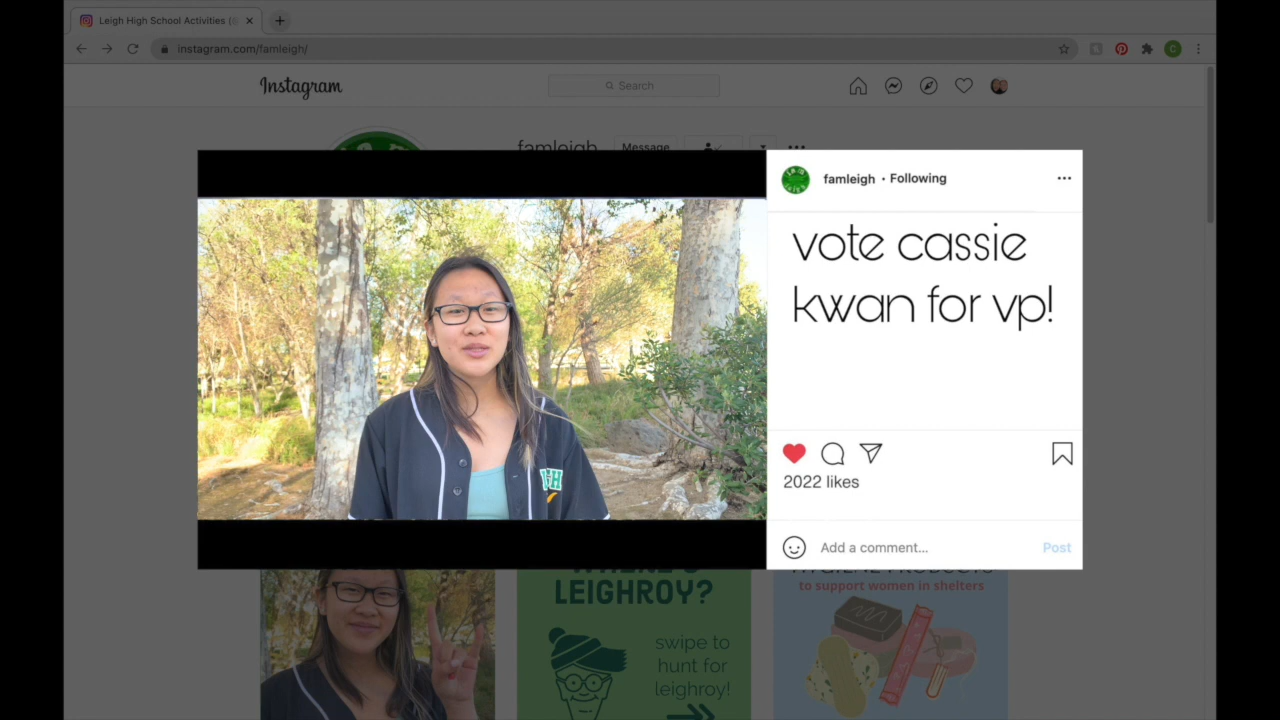 Leigh High School Activities (
instagram.com/famleigh/
Instagram
Search
famleigh
Message
famleigh • Following
vote cassie
kwan for vp!
2022 likes
Add a comment...
Post
LEIGHROY?
swipe to
hunt for
leighroy!
PRODUCTS
to support women in shelters